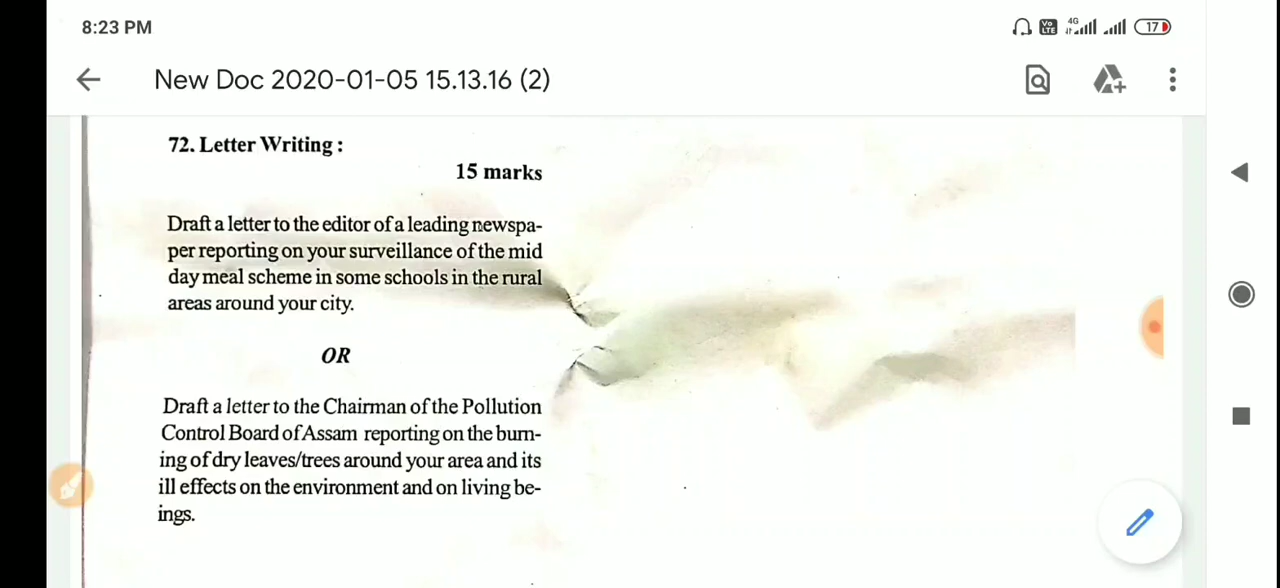 8:23 PM
Vo LTE 4G 17
New Doc 2020-01-05 15.13.16 (2)
72. Letter Writing :
15 marks
Draft a letter to the editor of a leading newspa-
per reporting on your surveillance of the mid
day meal scheme in some schools in the rural
areas around your city.
OR
Draft a letter to the Chairman of the Pollution
Control Board of Assam reporting on the burn-
ing of dry leaves/trees around your area and its
ill effects on the environment and on living be-
ings.